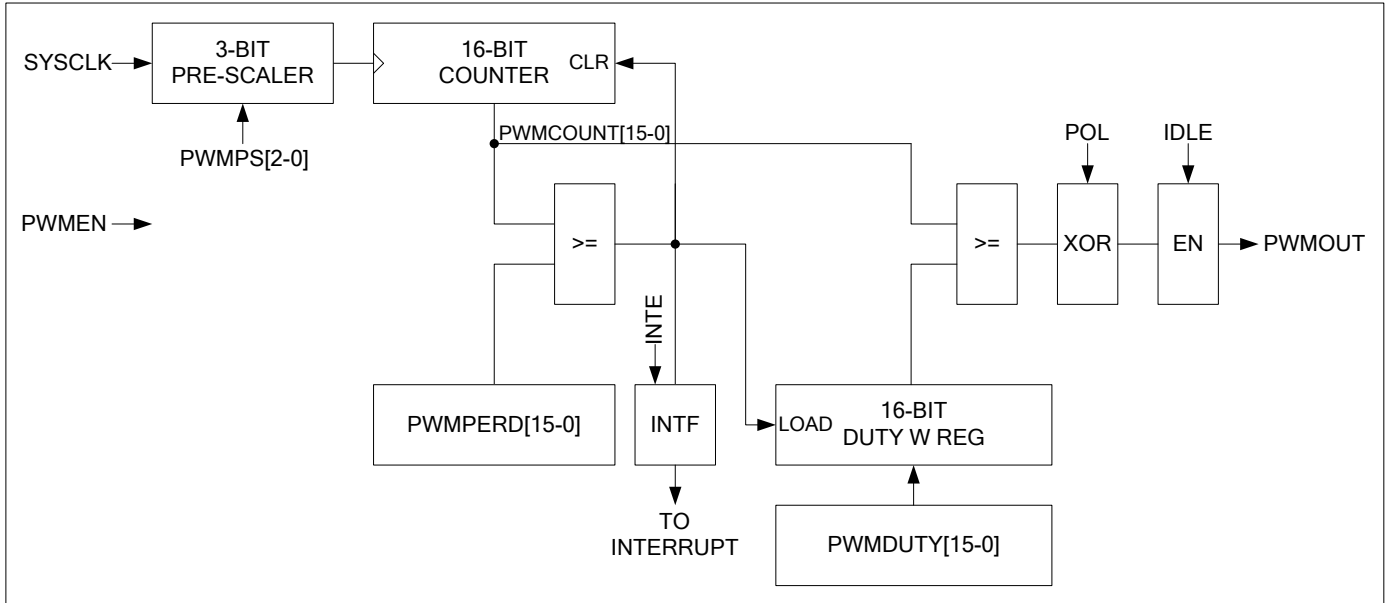 SYSCLK
3-BIT
PRE-SCALER
16-BIT
COUNTER
CLR
PWMPS[2-0]
PWMCOUNT[15-0]
POL
IDLE
PWMEN
>=
>=
XOR
EN
PWMOUT
INTE
PWMPERD[15-0]
INTF
LOAD
16-BIT
DUTY W REG
TO
INTERRUPT
PWMDUTY[15-0]